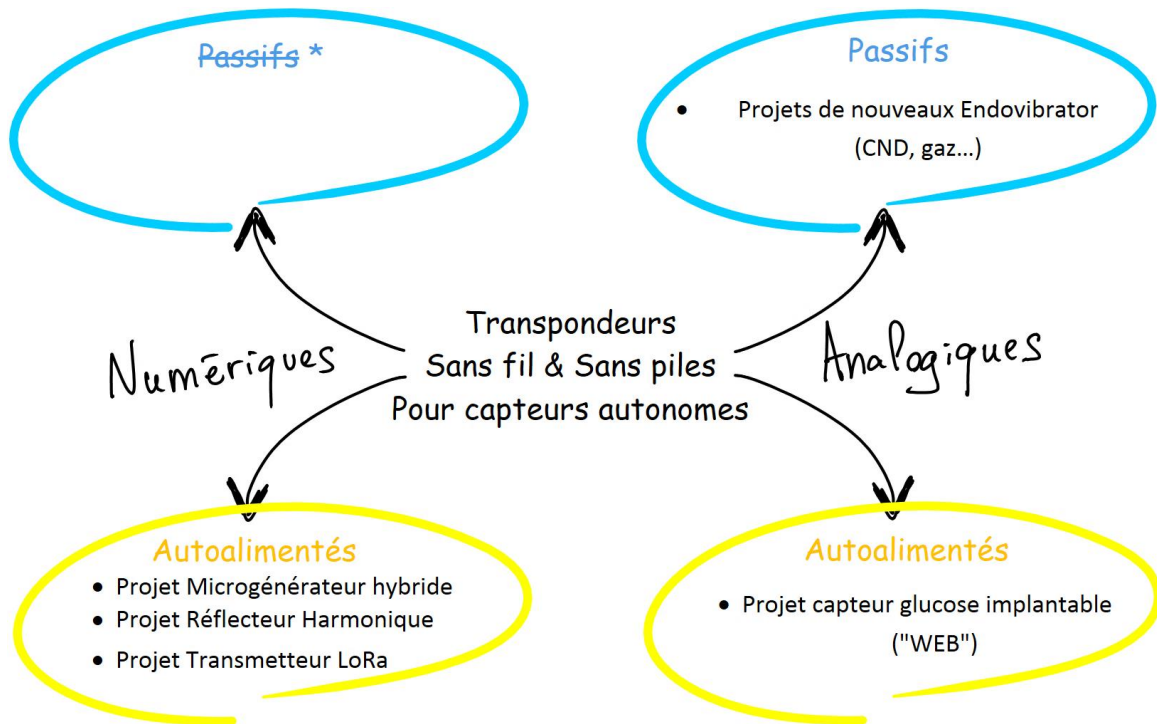 Passifs *
Passifs
• Projets de nouveaux Endovibrator
(CND, gaz...)
Numériques
Transpondeurs
Sans fil & Sans piles
Pour capteurs autonomes
Analogiques
Autoalimentés
• Projet Microgénérateur hybride
• Projet Réflecteur Harmonique
• Projet Transmetteur LoRa
Autoalimentés
• Projet capteur glucose implantable
("WEB")